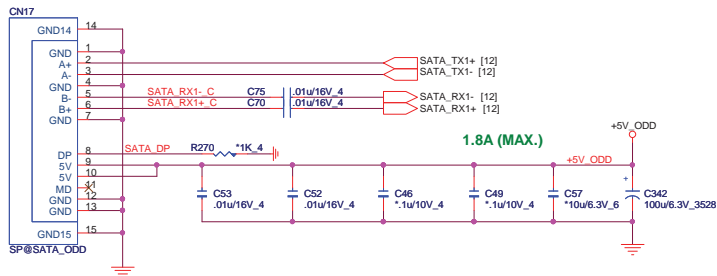 CN17
GND14 14
GND 1
A+ 2 SATA_TX1+ [12]
A- 3 SATA_TX1- [12]
GND 4
B- 5 SATA_RX1-_C C75 .01u/16V_4 SATA_RX1- [12]
B+ 6 SATA_RX1+_C C70 .01u/16V_4 SATA_RX1+ [12]
GND 7
1.8A (MAX.)
+5V_ODD
DP 8 SATA_DP R270 *1K_4
5V 9 +5V_ODD
5V 10
MD 11
GND 12
GND 13
C53 .01u/16V_4
C52 .01u/16V_4
C46 *.1u/10V_4
C49 *.1u/10V_4
C57 *10u/6.3V_6
+ C342 100u/6.3V_3528
GND15 15
SP@SATA_ODD